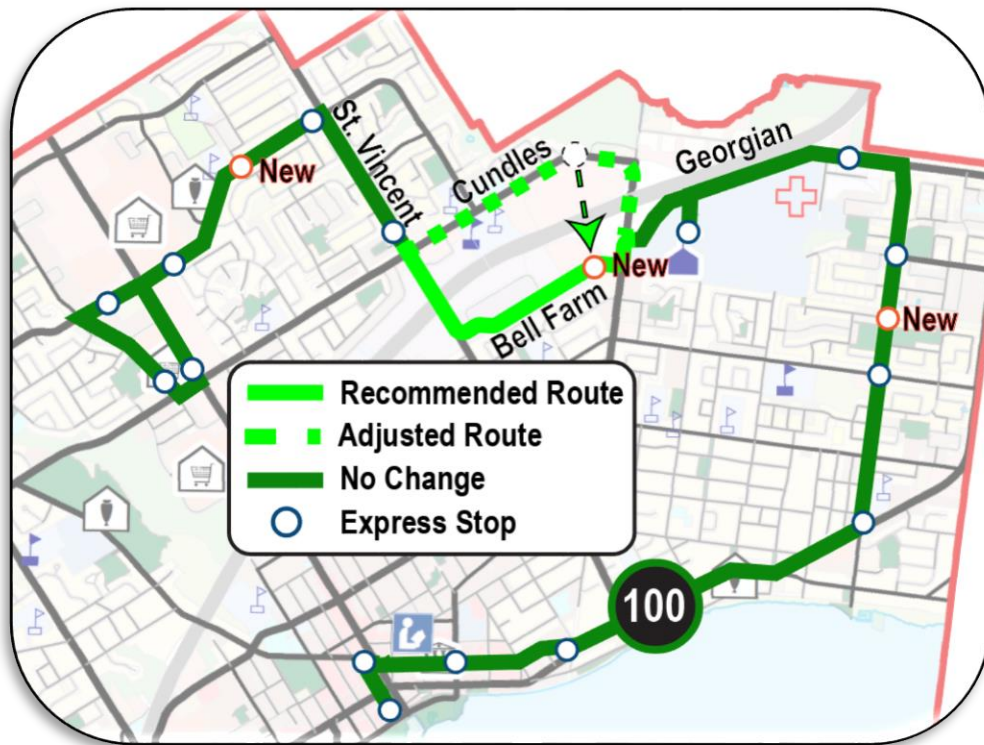 St. Vincent
Cundles
Georgian
New
New
Bell Farm
New
Recommended Route
Adjusted Route
No Change
Express Stop
100